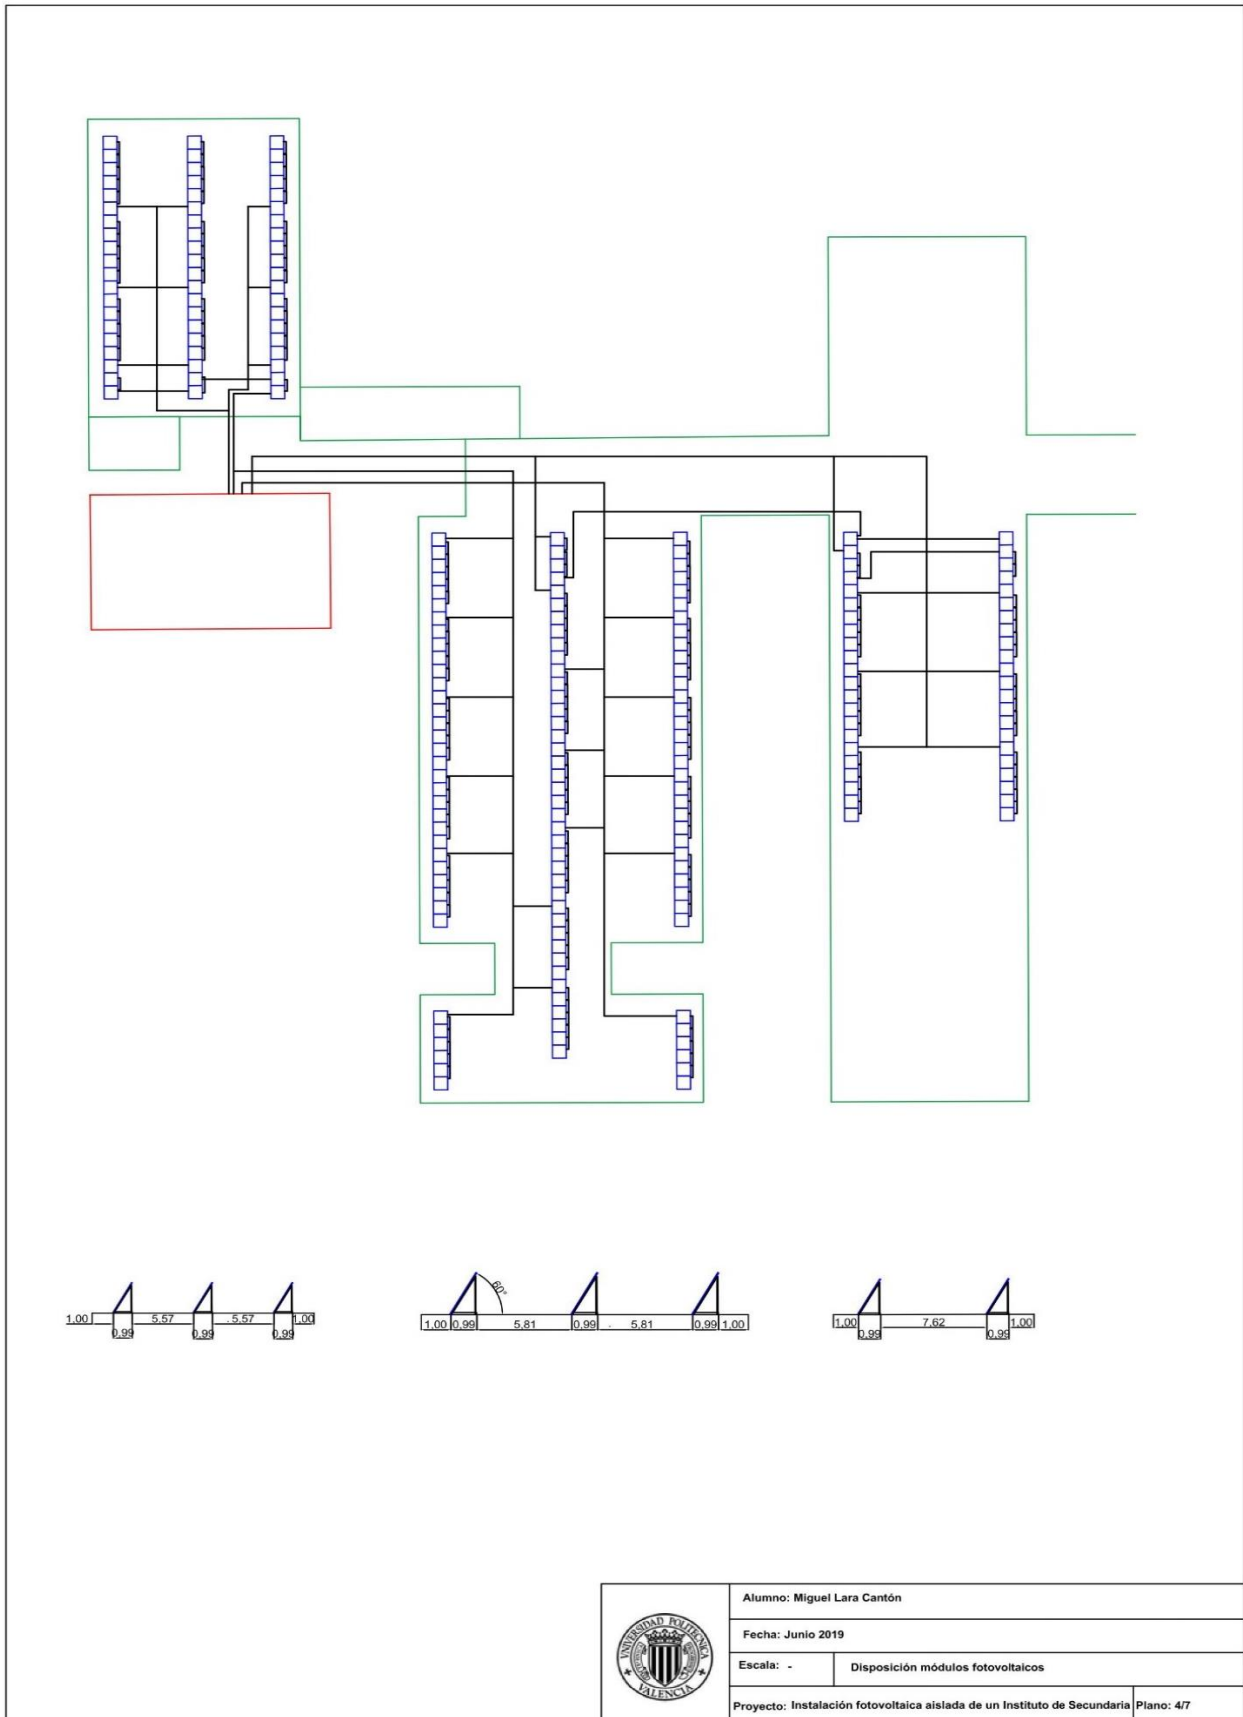 60°
1,00 5,57 5,57 1,00
0,99 0,99 0,99
1,00 0,99 5,81 0,99 5,81 0,99 1,00
1,00 7,62 1,00
0,99 0,99
Alumno: Miguel Lara Cantón
Fecha: Junio 2019
Escala: - Disposición módulos fotovoltaicos
Proyecto: Instalación fotovoltaica aislada de un Instituto de Secundaria Plano: 4/7
VNIVERSIDAD POLITECNICA
VALENCIA